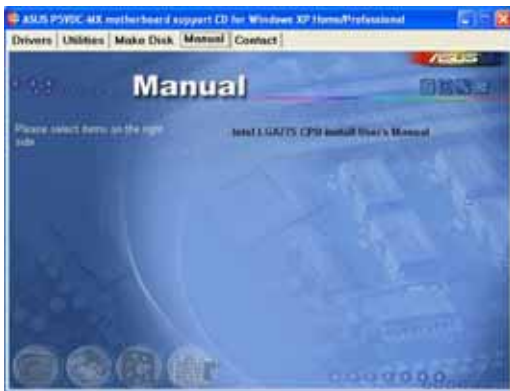 ASUS P5VDC-MX motherboard support CD for Windows XP Home/Professional
Drivers Utilities Make Disk Manual Contact
ASUS
Manual
Please select items on the right
side
Intel LGA775 CPU install User's Manual